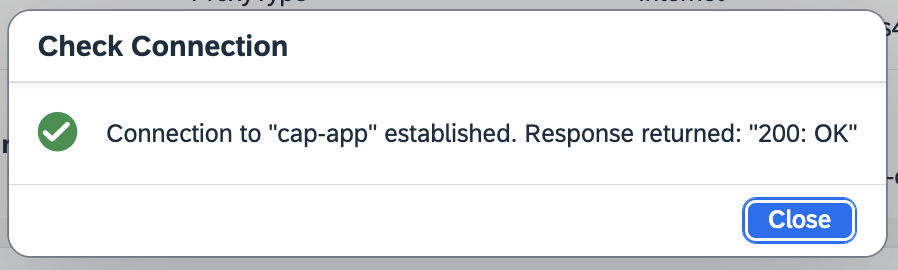 Check Connection
Connection to "cap-app" established. Response returned: "200: OK"
Close